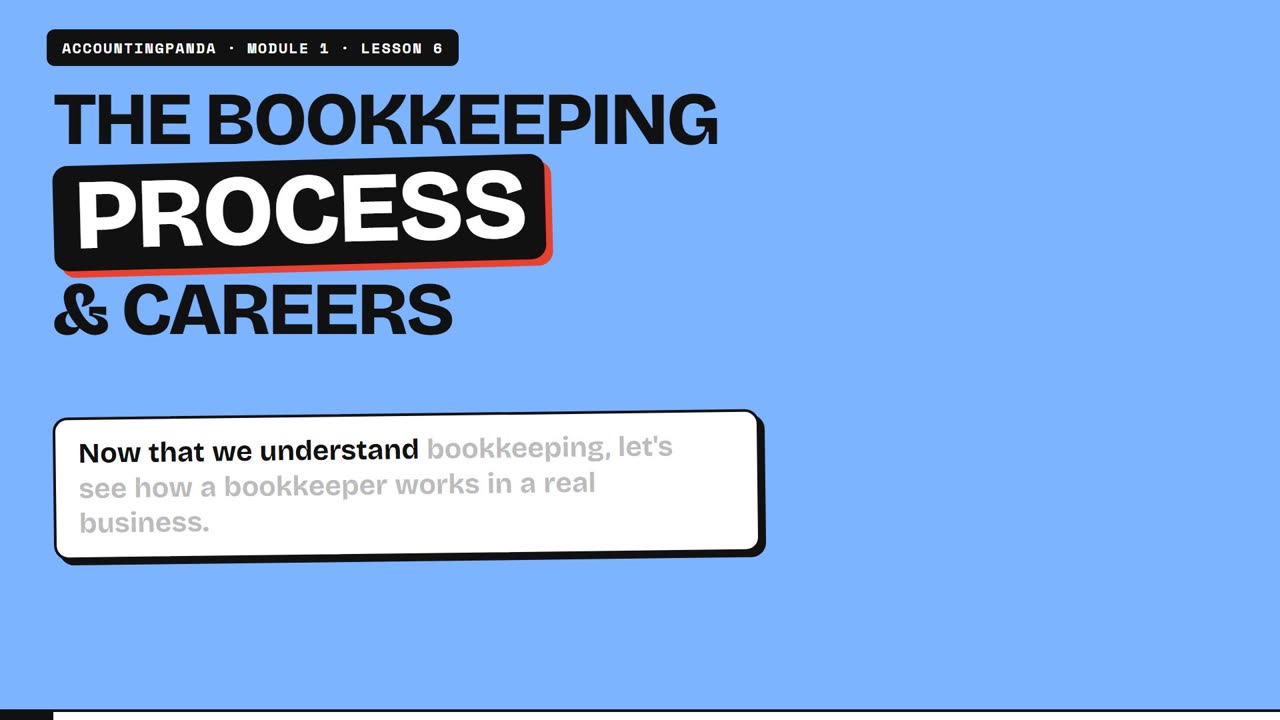 ACCOUNTINGPANDA · MODULE 1 · LESSON 6
THE BOOKKEEPING
PROCESS
& CAREERS
Now that we understand bookkeeping, let's
see how a bookkeeper works in a real
business.